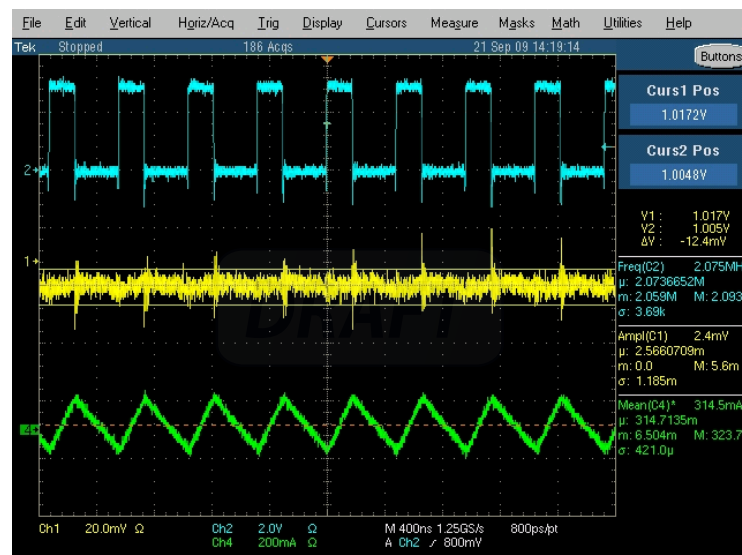 File Edit Vertical Horiz/Acq Trig Display Cursors Measure Masks Math Utilities Help
Tek Stopped 186 Acqs 21 Sep 09 14:19:14
Buttons
Curs1 Pos
1.0172V
Curs2 Pos
1.0048V
V1 : 1.017V
V2 : 1.005V
ΔV : -12.4mV
Freq(C2) 2.075MH
μ: 2.0736652M
m: 2.059M M: 2.093
σ: 3.69k
Ampl(C1) 2.4mV
μ: 2.5660709m
m: 0.0 M: 5.6m
σ: 1.185m
Mean(C4)* 314.5mA
μ: 314.7135m
m: 6.504m M: 323.7
σ: 421.0μ
2
1
4
DRAFT
Ch1 20.0mV Ω Ch2 2.0V Ω M 400ns 1.25GS/s 800ps/pt
Ch4 200mA Ω A Ch2 ∕ 800mV